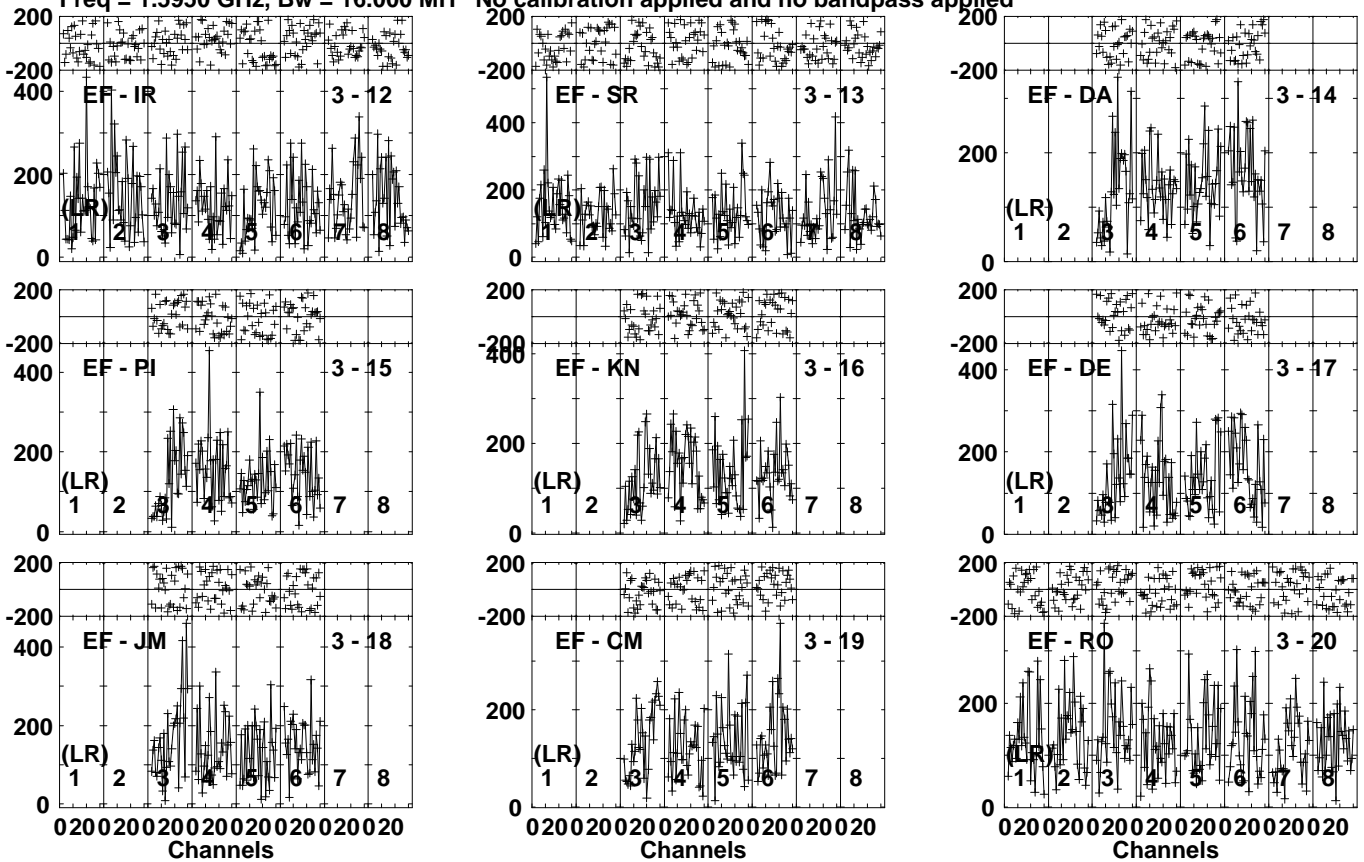 Freq = 1.5950 GHz, Bw = 16.000 MH No calibration applied and no bandpass applied
200 200 200
-200 -200 -200
400 EF - IR 3 - 12 400 EF - SR 3 - 13 EF - DA 3 - 14
200 200 200
(LR) (LR) (LR)
1 2 3 4 5 6 7 8 1 2 3 4 5 6 7 8 1 2 3 4 5 6 7 8
0 0 0
200 200 200
-200 -200 -200
400 EF - PI 3 - 15 400 EF - KN 3 - 16 400 EF - DE 3 - 17
200 200 200
(LR) (LR) (LR)
1 2 3 4 5 6 7 8 1 2 3 4 5 6 7 8 1 2 3 4 5 6 7 8
0 0 0
200 200 200
-200 -200 -200
400 EF - JM 3 - 18 EF - CM 3 - 19 EF - RO 3 - 20
200 200 200
(LR) (LR) (LR)
1 2 3 4 5 6 7 8 1 2 3 4 5 6 7 8 1 2 3 4 5 6 7 8
0 0 0
0 20 0 20 0 20 0 20 0 20 0 20 0 20 0 20 0 20 0 20 0 20 0 20 0 20 0 20 0 20 0 20 0 20 0 20 0 20 0 20 0 20 0 20 0 20 0 20
Channels Channels Channels